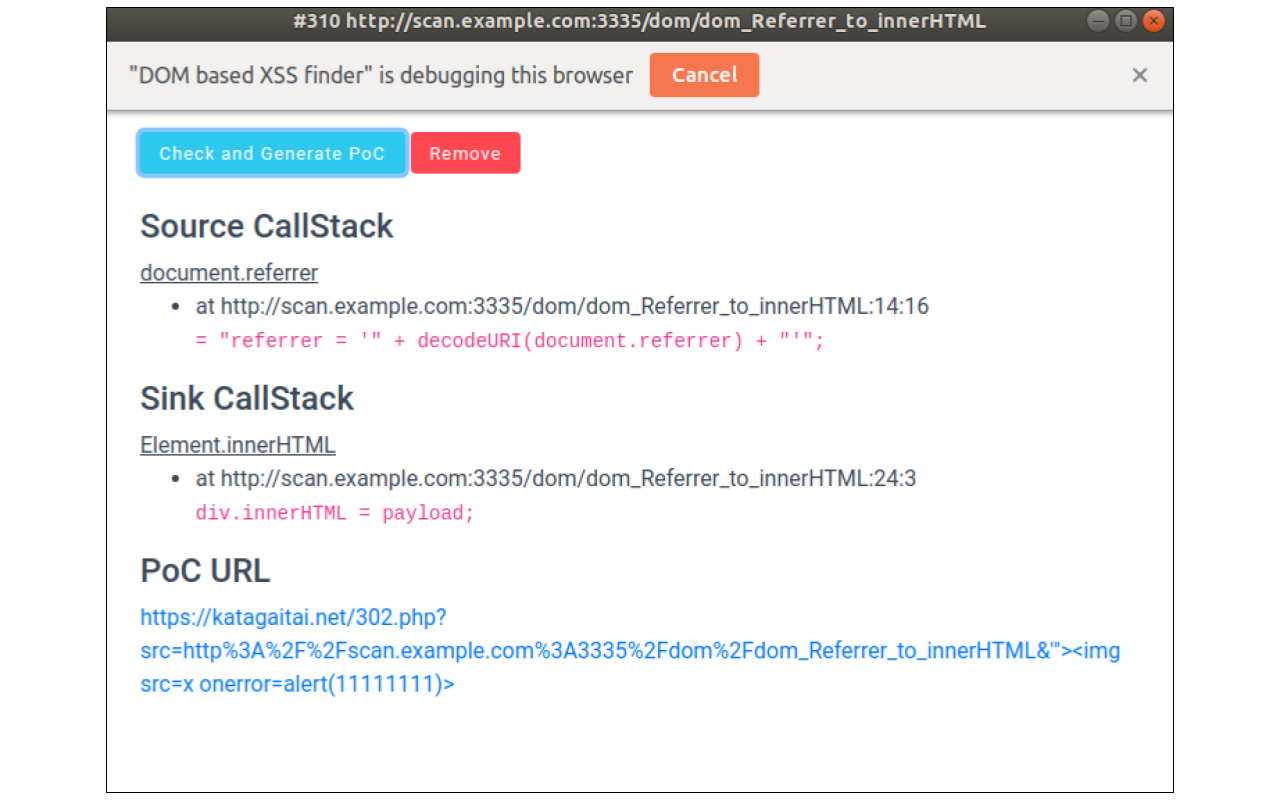 #310 http://scan.example.com:3335/dom/dom_Referrer_to_innerHTML
"DOM based XSS finder" is debugging this browser Cancel ×
Check and Generate PoC Remove
Source CallStack
document.referrer
• at http://scan.example.com:3335/dom/dom_Referrer_to_innerHTML:14:16
= "referrer = '" + decodeURI(document.referrer) + "'";
Sink CallStack
Element.innerHTML
• at http://scan.example.com:3335/dom/dom_Referrer_to_innerHTML:24:3
div.innerHTML = payload;
PoC URL
https://katagaitai.net/302.php?
src=http%3A%2F%2Fscan.example.com%3A3335%2Fdom%2Fdom_Referrer_to_innerHTML&'"><img
src=x onerror=alert(11111111)>